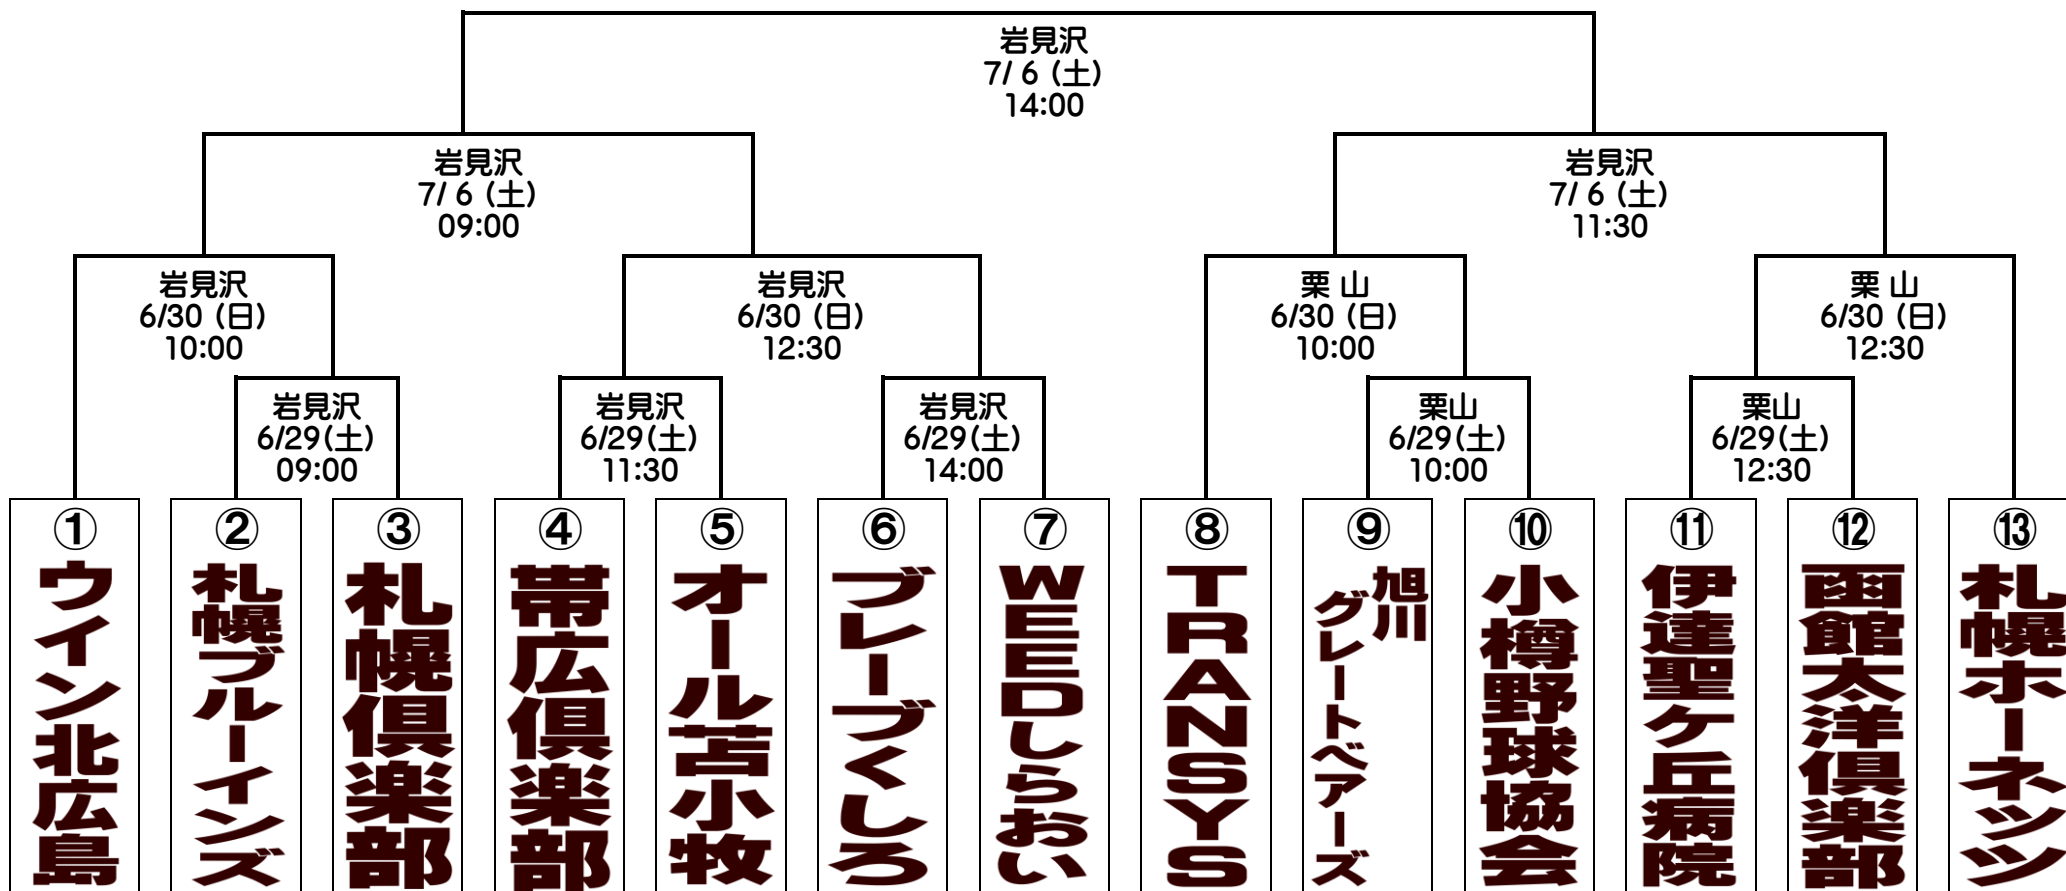 岩見沢
7/ 6 (土)
14:00
岩見沢
7/ 6 (土)
09:00
岩見沢
7/ 6 (土)
11:30
岩見沢
6/30 (日)
10:00
岩見沢
6/30 (日)
12:30
栗 山
6/30 (日)
10:00
栗 山
6/30 (日)
12:30
岩見沢
6/29(土)
09:00
岩見沢
6/29(土)
11:30
岩見沢
6/29(土)
14:00
栗山
6/29(土)
10:00
栗山
6/29(土)
12:30
①
ウイン北広島
②
札幌ブルーインズ
③
札幌倶楽部
④
帯広倶楽部
⑤
オール苫小牧
⑥
ブレーブくしろ
⑦
WEEDしらおい
⑧
TRANSYS
⑨
旭川
グレートベアーズ
⑩
小樽野球協会
⑪
伊達聖ケ丘病院
⑫
函館太洋倶楽部
⑬
札幌ホーネッツ